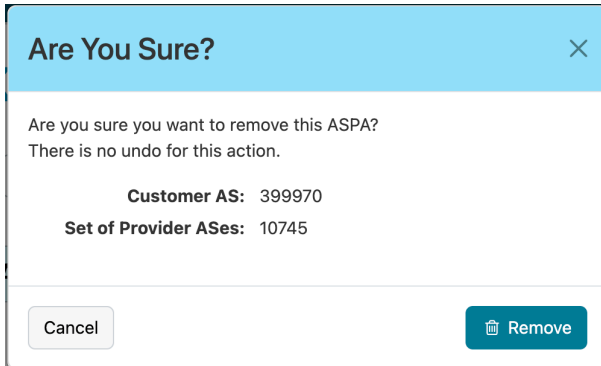 Are You Sure?
Are you sure you want to remove this ASPA?
There is no undo for this action.
Customer AS: 399970
Set of Provider ASes: 10745
Cancel
Remove